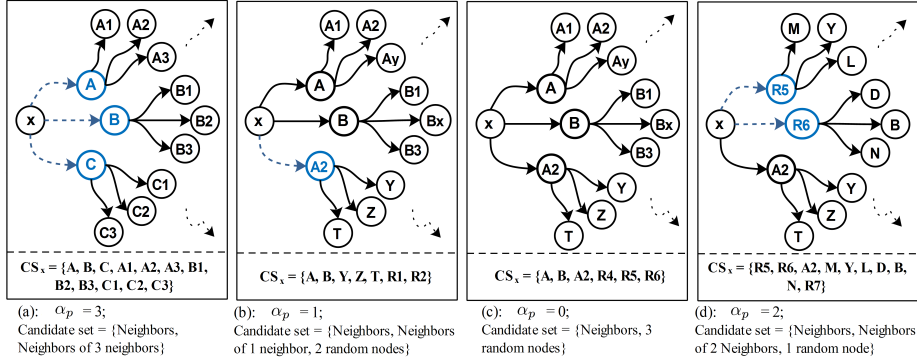 A1 A2 A3
A
x B B1 B2 B3
C C1 C2 C3
CSx = {A, B, C, A1, A2, A3, B1,
B2, B3, C1, C2, C3}
(a): αp = 3;
Candidate set = {Neighbors,
Neighbors of 3 neighbors}
A1 A2 Ay
A
x B B1 Bx B3
A2 Y Z T
CSx = {A, B, Y, Z, T, R1, R2}
(b): αp = 1;
Candidate set = {Neighbors, Neighbors
of 1 neighbor, 2 random nodes}
A1 A2 Ay
A
x B B1 Bx B3
A2 Y Z T
CSx = {A, B, A2, R4, R5, R6}
(c): αp = 0;
Candidate set = {Neighbors, 3
random nodes}
M Y L
R5
x R6 D B N
A2 Y Z T
CSx = {R5, R6, A2, M, Y, L, D, B,
N, R7}
(d): αp = 2;
Candidate set = {Neighbors, Neighbors
of 2 Neighbors, 1 random Node}